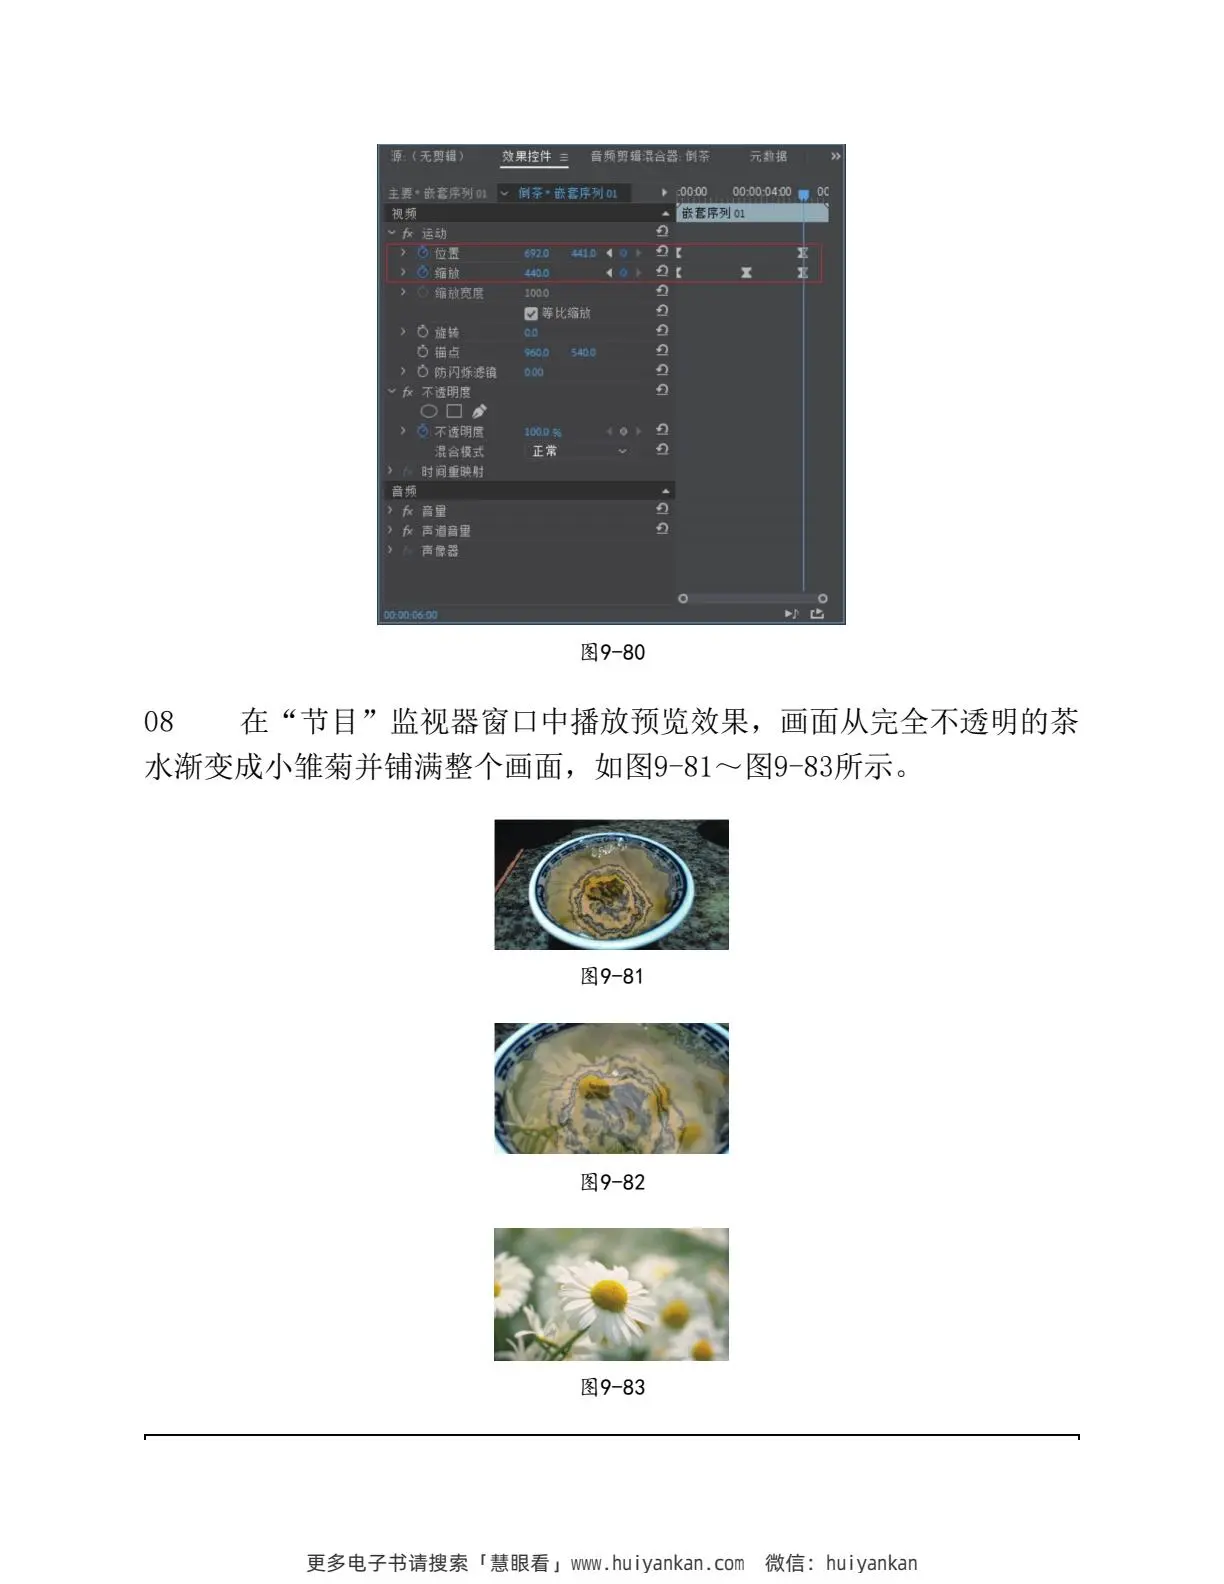 源:（无剪辑） 效果控件 音频剪辑混合器: 倒茶 元数据
主要* 嵌套序列 01 倒茶* 嵌套序列 01 :00:00 00:00:04:00 00
视频 嵌套序列 01
fx 运动
位置 692.0 441.0
缩放 440.0
缩放宽度 100.0
等比缩放
旋转 0.0
锚点 960.0 540.0
防闪烁滤镜 0.00
fx 不透明度
不透明度 100.0 %
混合模式 正常
fx 时间重映射
音频
fx 音量
fx 声道音量
fx 声像器
00:00:06:00
图9-80
08 在“节目”监视器窗口中播放预览效果，画面从完全不透明的茶
水渐变成小雏菊并铺满整个画面，如图9-81～图9-83所示。
图9-81
图9-82
图9-83
更多电子书请搜索「慧眼看」www.huiyankan.com 微信：huiyankan